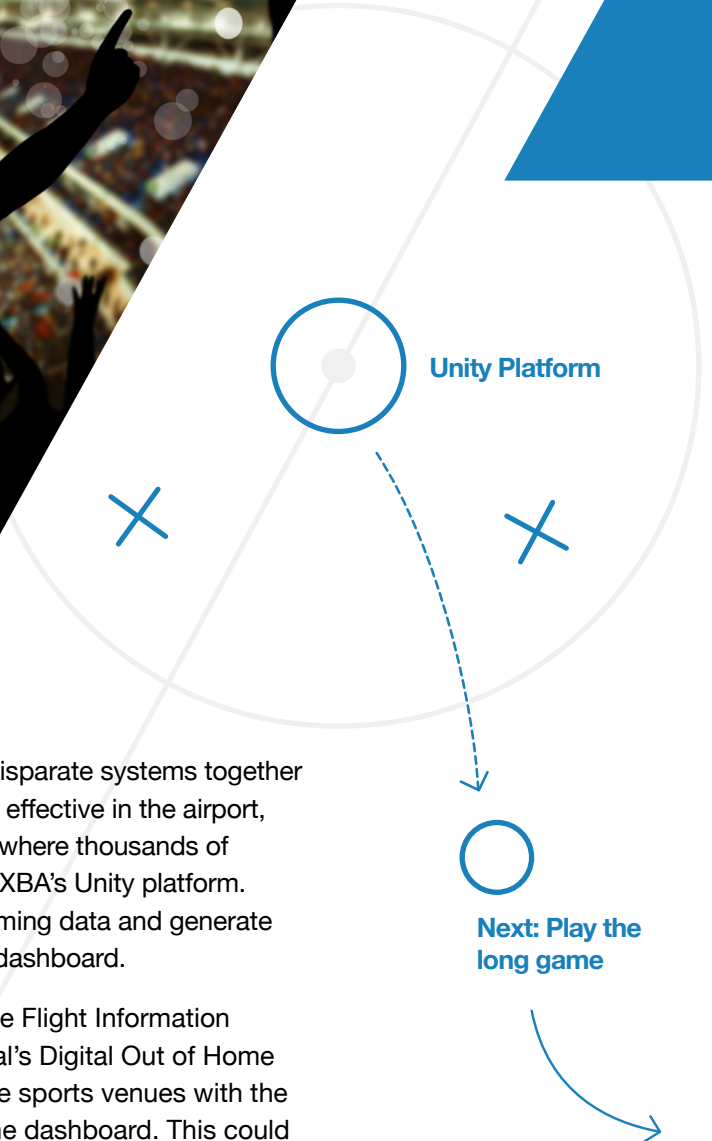 Unity Platform
isparate systems together
effective in the airport,
where thousands of
XBA’s Unity platform.
ming data and generate
dashboard.
e Flight Information
al’s Digital Out of Home
e sports venues with the
ne dashboard. This could
Next: Play the
long game